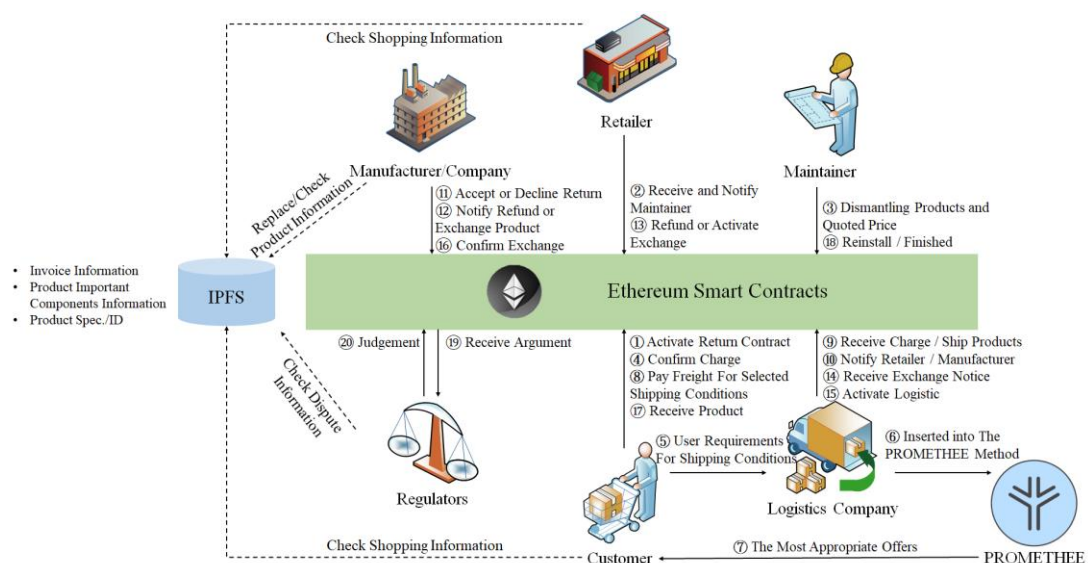 Check Shopping Information
Retailer
Manufacturer/Company
Maintainer
Replace/Check
Product Information
⑪ Accept or Decline Return
⑫ Notify Refund or
Exchange Product
⑯ Confirm Exchange
② Receive and Notify
Maintainer
⑬ Refund or Activate
Exchange
③ Dismantling Products and
Quoted Price
⑱ Reinstall / Finished
• Invoice Information
• Product Important
Components Information
• Product Spec./ID
IPFS
Ethereum Smart Contracts
⑳ Judgement
⑲ Receive Argument
① Activate Return Contract
④ Confirm Charge
⑧ Pay Freight For Selected
Shipping Conditions
⑰ Receive Product
⑨ Receive Charge / Ship Products
⑩ Notify Retailer / Manufacturer
⑭ Receive Exchange Notice
⑮ Activate Logistic
Check Dispute
Information
Regulators
⑤ User Requirements
For Shipping Conditions
⑥ Inserted into The
PROMETHEE Method
Logistics Company
Check Shopping Information
Customer
⑦ The Most Appropriate Offers
PROMETHEE